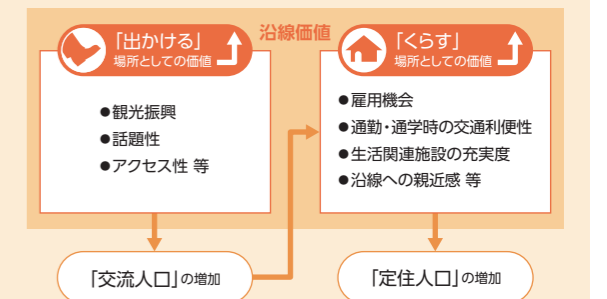 沿線価値
「出かける」
場所としての価値
●観光振興
●話題性
●アクセス性 等
「くらす」
場所としての価値
●雇用機会
●通勤・通学時の交通利便性
●生活関連施設の充実度
●沿線への親近感 等
「交流人口」の増加
「定住人口」の増加